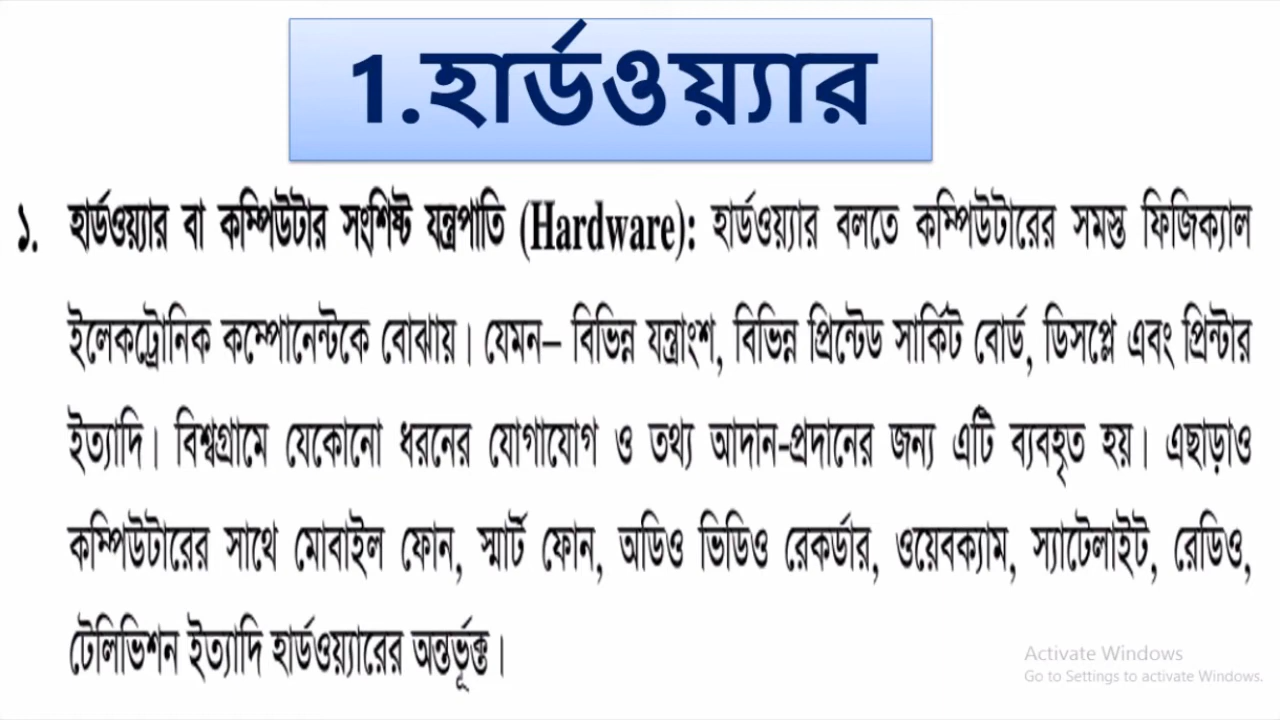 1.হার্ডওয়্যার
১. হার্ডওয়্যার বা কম্পিউটার সংশিষ্ট যন্ত্রপাতি (Hardware): হার্ডওয়্যার বলতে কম্পিউটারের সমস্ত ফিজিক্যাল
ইলেকট্রোনিক কম্পোনেন্টকে বোঝায়। যেমন– বিভিন্ন যন্ত্রাংশ, বিভিন্ন প্রিন্টেড সার্কিট বোর্ড, ডিসপ্লে এবং প্রিন্টার
ইত্যাদি। বিশ্বগ্রামে যেকোনো ধরনের যোগাযোগ ও তথ্য আদান-প্রদানের জন্য এটি ব্যবহৃত হয়। এছাড়াও
কম্পিউটারের সাথে মোবাইল ফোন, স্মার্ট ফোন, অডিও ভিডিও রেকর্ডার, ওয়েবক্যাম, স্যাটেলাইট, রেডিও,
টেলিভিশন ইত্যাদি হার্ডওয়্যারের অন্তর্ভূক্ত।
Activate Windows
Go to Settings to activate Windows.